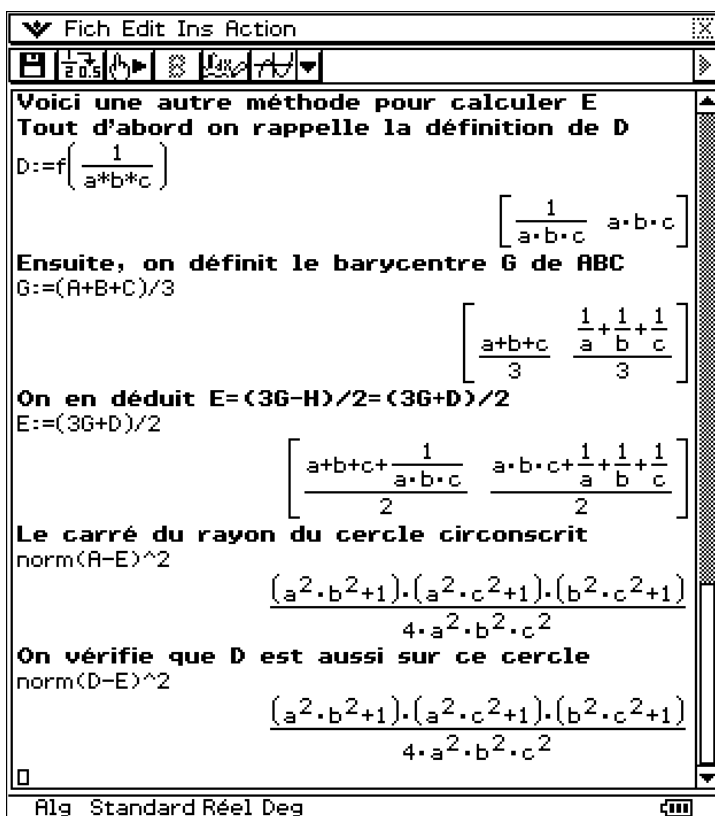 Fich Edit Ins Action
Voici une autre méthode pour calculer E
Tout d'abord on rappelle la définition de D
D:=f(1/(a*b*c))
[1/(a·b·c) a·b·c]
Ensuite, on définit le barycentre G de ABC
G:=(A+B+C)/3
[(a+b+c)/3 (1/a+1/b+1/c)/3]
On en déduit E=(3G-H)/2=(3G+D)/2
E:=(3G+D)/2
[(a+b+c+1/(a·b·c))/2 (a·b·c+1/a+1/b+1/c)/2]
Le carré du rayon du cercle circonscrit
norm(A-E)^2
((a²·b²+1)·(a²·c²+1)·(b²·c²+1))/(4·a²·b²·c²)
On vérifie que D est aussi sur ce cercle
norm(D-E)^2
((a²·b²+1)·(a²·c²+1)·(b²·c²+1))/(4·a²·b²·c²)
Alg Standard Réel Deg